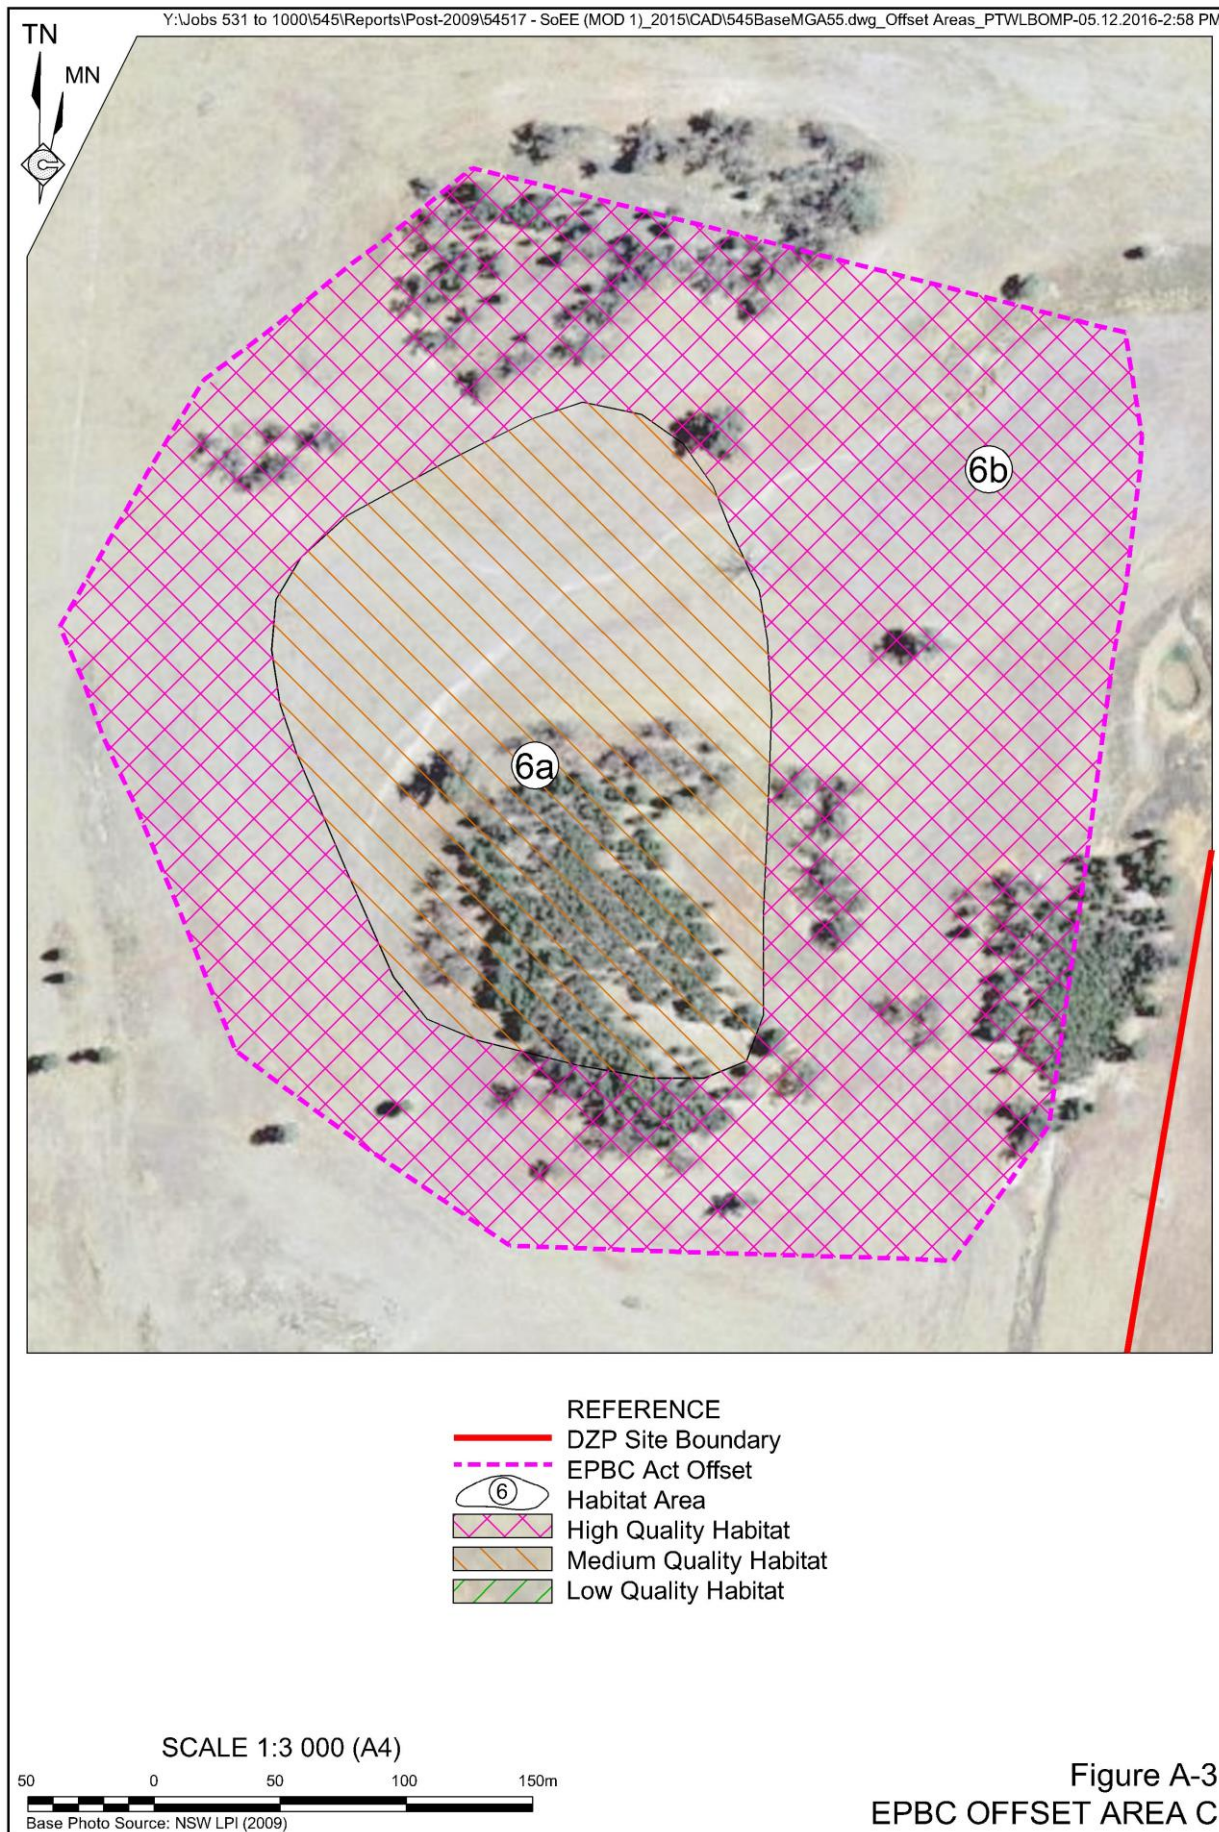 Y:\Jobs 531 to 1000\545\Reports\Post-2009\54517 - SoEE (MOD 1)_2015\CAD\545BaseMGA55.dwg_Offset Areas_PTWLBOMP-05.12.2016-2:58 PM
TN
MN
6b
6a
REFERENCE
DZP Site Boundary
EPBC Act Offset
6
Habitat Area
High Quality Habitat
Medium Quality Habitat
Low Quality Habitat
SCALE 1:3 000 (A4)
50 0 50 100 150m
Base Photo Source: NSW LPI (2009)
Figure A-3
EPBC OFFSET AREA C